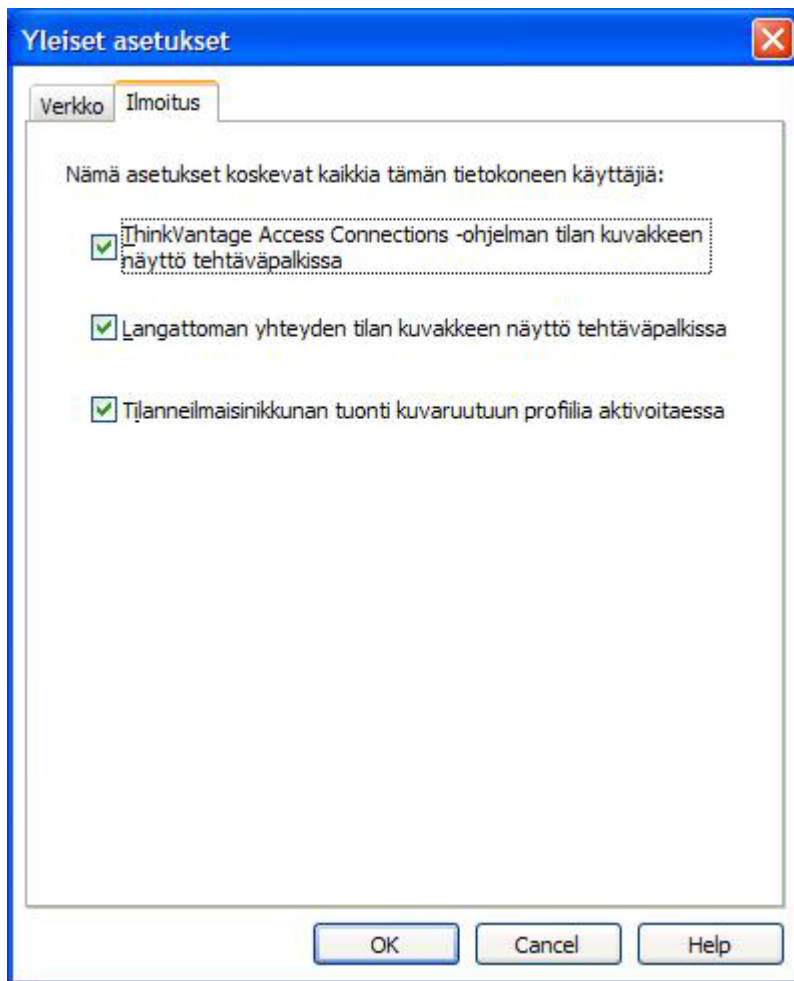 Yleiset asetukset
Verkko
Ilmoitus
Nämä asetukset koskevat kaikkia tämän tietokoneen käyttäjiä:
ThinkVantage Access Connections -ohjelman tilan kuvakkeen
näyttö tehtäväpalkissa
Langattoman yhteyden tilan kuvakkeen näyttö tehtäväpalkissa
Tilanneilmaisinikkunan tuonti kuvaruutuun profiilia aktivoitaessa
OK
Cancel
Help